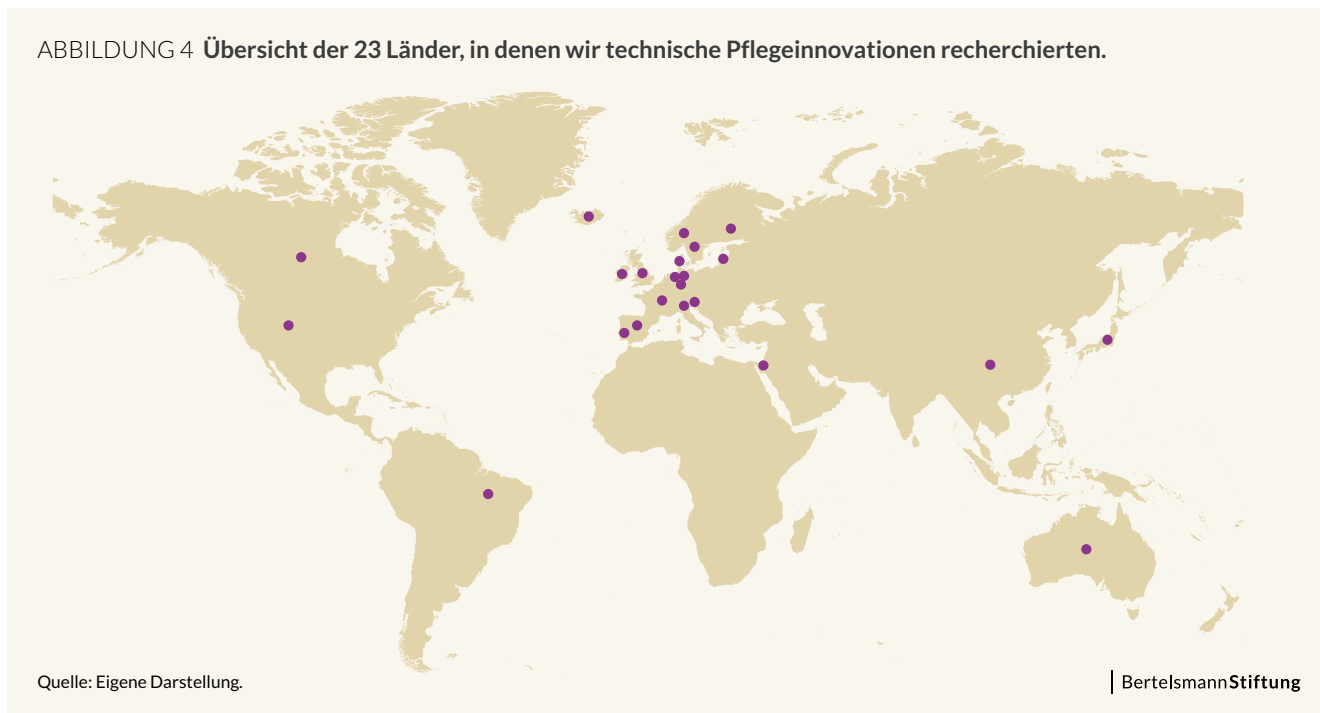 ABBILDUNG 4 Übersicht der 23 Länder, in denen wir technische Pflegeinnovationen recherchierten.
Quelle: Eigene Darstellung.
BertelsmannStiftung